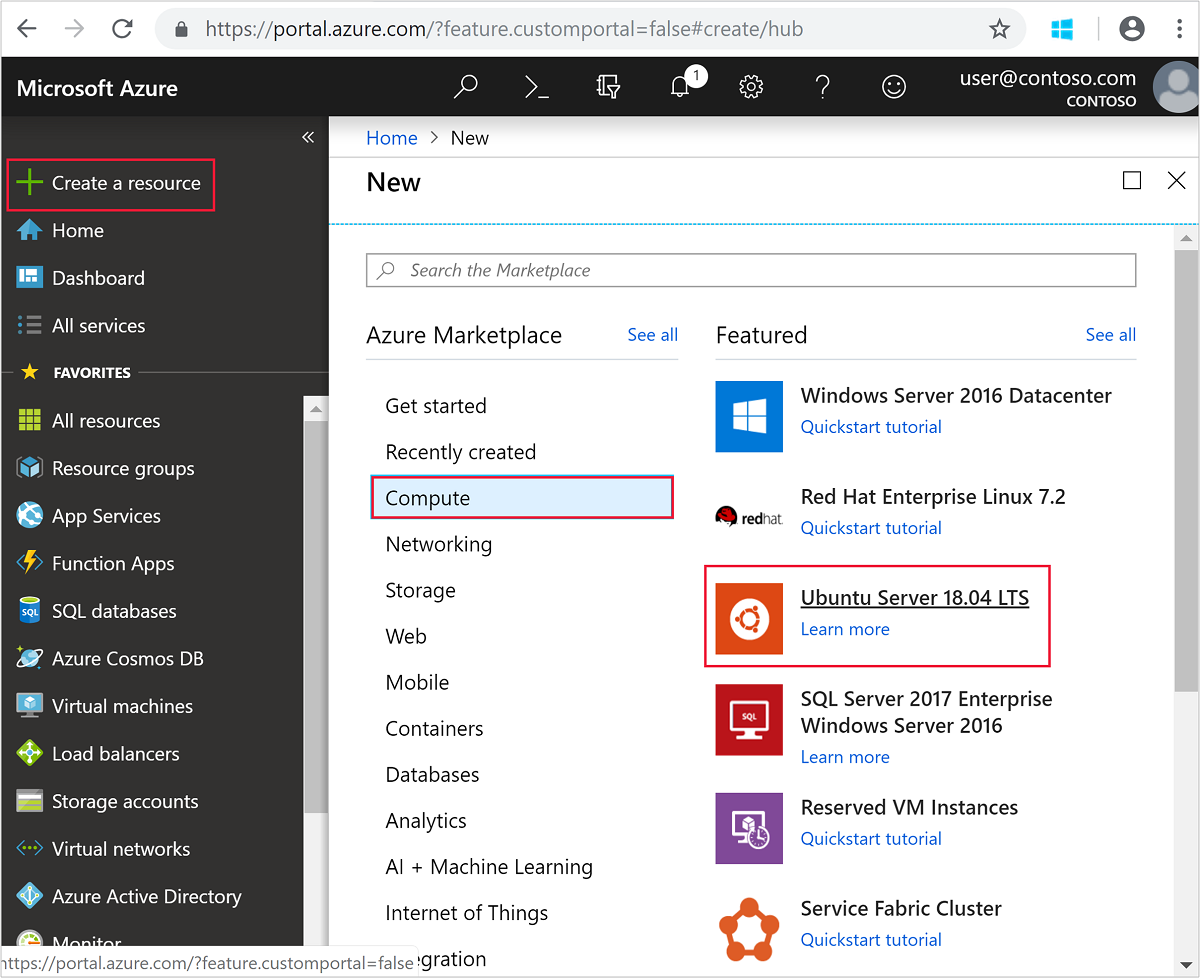 https://portal.azure.com/?feature.customportal=false#create/hub
Microsoft Azure
1
user@contoso.com
CONTOSO
«
Create a resource
Home
Dashboard
All services
FAVORITES
All resources
Resource groups
App Services
Function Apps
SQL
SQL databases
Azure Cosmos DB
Virtual machines
Load balancers
Storage accounts
Virtual networks
Azure Active Directory
Monitor
Home > New
New
Search the Marketplace
Azure Marketplace
See all
Get started
Recently created
Compute
Networking
Storage
Web
Mobile
Containers
Databases
Analytics
AI + Machine Learning
Internet of Things
egration
Featured
See all
Windows Server 2016 Datacenter
Quickstart tutorial
redhat.
Red Hat Enterprise Linux 7.2
Quickstart tutorial
Ubuntu Server 18.04 LTS
Learn more
SQL
SQL Server 2017 Enterprise
Windows Server 2016
Learn more
Reserved VM Instances
Quickstart tutorial
Service Fabric Cluster
Quickstart tutorial
https://portal.azure.com/?feature.customportal=false